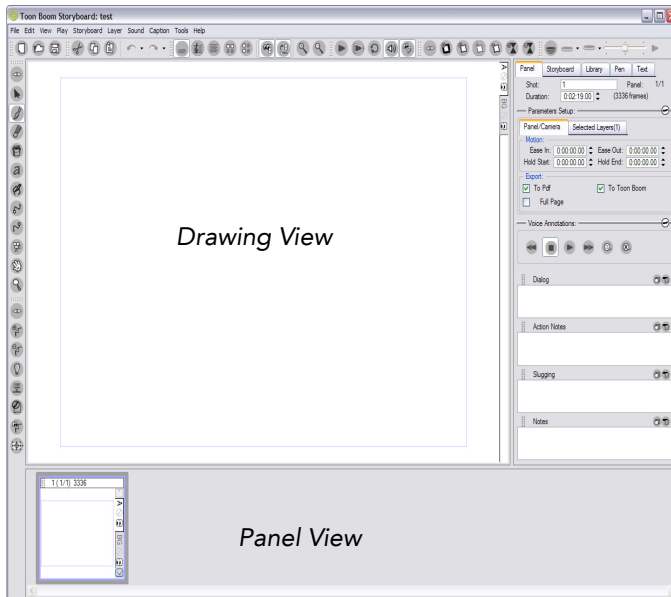 Toon Boom Storyboard: test
File Edit View Play Storyboard Layer Sound Caption Tools Help
Panel Storyboard Library Pen Text
Shot: 1 Panel: 1/1
Duration: 0:02:19.00 (3336 frames)
Parameters Setup:
Panel/Camera Selected Layers(1)
Motion:
Ease In: 0:00:00.00 Ease Out: 0:00:00.00
Hold Start: 0:00:00.00 Hold End: 0:00:00.00
Export:
To Pdf To Toon Boom
Full Page
Voice Annotations:
Dialog
Action Notes
Slugging
Notes
A
BG
Drawing View
1 (1/1) 3336
A
BG
Panel View